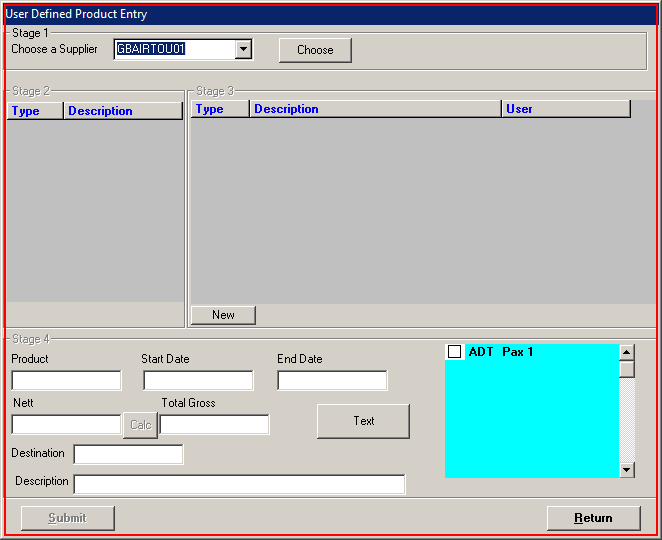 User Defined Product Entry
Stage 1
Choose a Supplier GBAIRTOU01 Choose
Stage 2
Type Description
Stage 3
Type Description User
New
Stage 4
Product Start Date End Date
ADT Pax 1
Nett Total Gross
Calc Text
Destination
Description
Submit Return